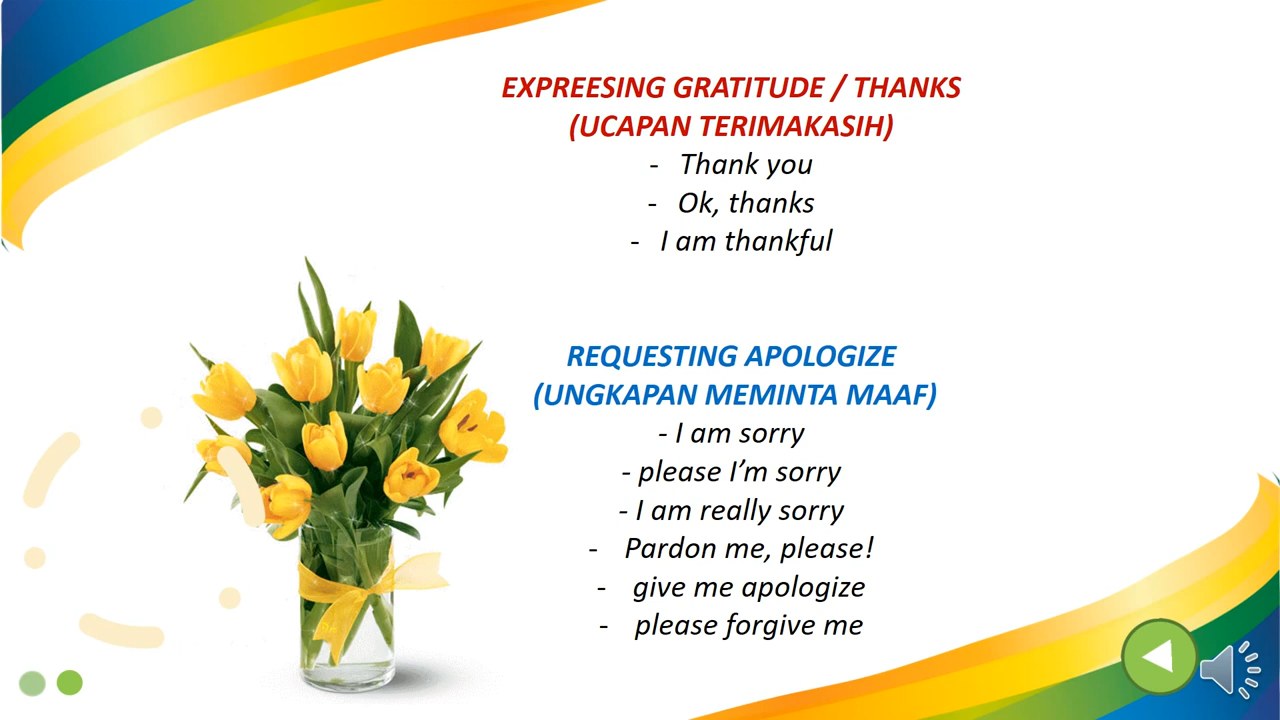 EXPREESING GRATITUDE / THANKS
(UCAPAN TERIMAKASIH)
- Thank you
- Ok, thanks
- I am thankful
REQUESTING APOLOGIZE
(UNGKAPAN MEMINTA MAAF)
- I am sorry
- please I’m sorry
- I am really sorry
- Pardon me, please!
- give me apologize
- please forgive me